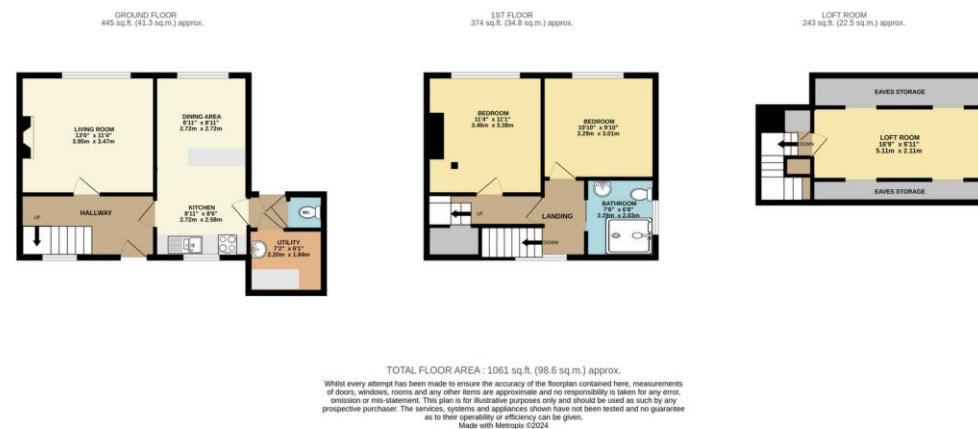 GROUND FLOOR
445 sq.ft. (41.3 sq.m.) approx.
LIVING ROOM
13'0" x 11'4"
3.95m x 3.47m
DINING AREA
8'11" x 8'11"
2.72m x 2.72m
HALLWAY
UP
KITCHEN
8'11" x 8'6"
2.72m x 2.58m
WC
UTILITY
7'2" x 6'1"
2.20m x 1.84m
1ST FLOOR
374 sq.ft. (34.8 sq.m.) approx.
BEDROOM
11'4" x 11'1"
3.46m x 3.38m
BEDROOM
10'10" x 9'10"
3.29m x 3.01m
UP
LANDING
DOWN
BATHROOM
7'6" x 6'8"
2.29m x 2.03m
LOFT ROOM
243 sq.ft. (22.5 sq.m.) approx.
EAVES STORAGE
DOWN
LOFT ROOM
16'9" x 6'11"
5.11m x 2.11m
EAVES STORAGE
TOTAL FLOOR AREA : 1061 sq.ft. (98.6 sq.m.) approx.
Whilst every attempt has been made to ensure the accuracy of the floorplan contained here, measurements
of doors, windows, rooms and any other items are approximate and no responsibility is taken for any error,
omission or mis-statement. This plan is for illustrative purposes only and should be used as such by any
prospective purchaser. The services, systems and appliances shown have not been tested and no guarantee
as to their operability or efficiency can be given.
Made with Metropix ©2024